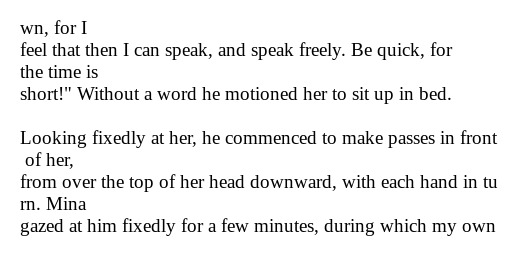 wn, for I
feel that then I can speak, and speak freely. Be quick, for
the time is
short!" Without a word he motioned her to sit up in bed.

Looking fixedly at her, he commenced to make passes in front
of her,
from over the top of her head downward, with each hand in tu
rn. Mina
gazed at him fixedly for a few minutes, during which my own